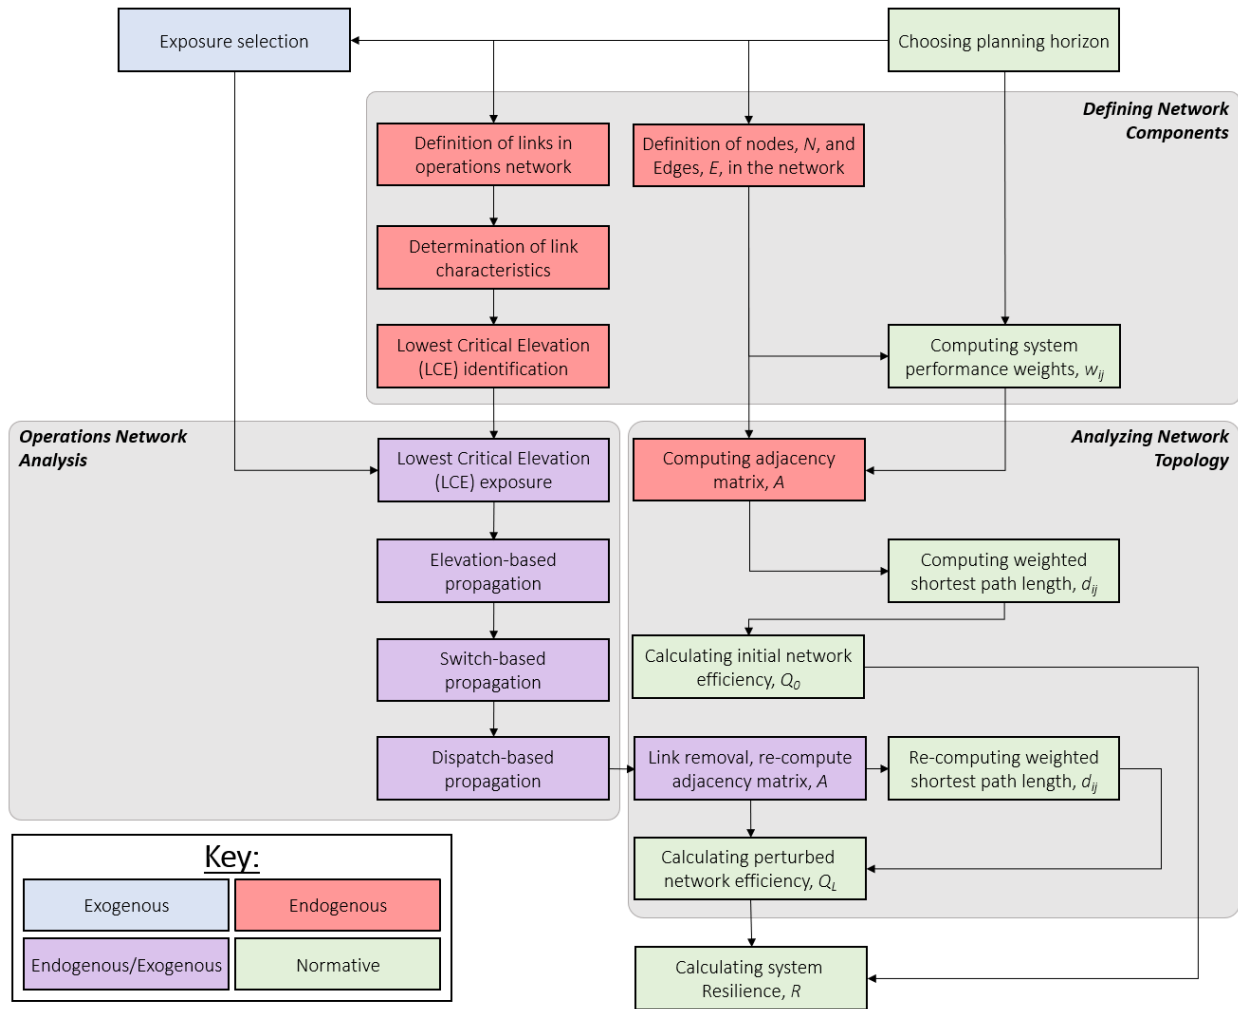 Exposure selection
Choosing planning horizon
Defining Network
Components
Definition of links in
operations network
Definition of nodes, N, and
Edges, E, in the network
Determination of link
characteristics
Lowest Critical Elevation
(LCE) identification
Computing system
performance weights, wij
Operations Network
Analysis
Analyzing Network
Topology
Lowest Critical Elevation
(LCE) exposure
Computing adjacency
matrix, A
Elevation-based
propagation
Computing weighted
shortest path length, dij
Switch-based
propagation
Calculating initial network
efficiency, Q0
Dispatch-based
propagation
Link removal, re-compute
adjacency matrix, A
Re-computing weighted
shortest path length, dij
Calculating perturbed
network efficiency, QL
Calculating system
Resilience, R
Key:
Exogenous
Endogenous
Endogenous/Exogenous
Normative